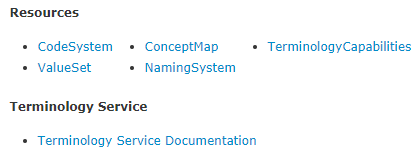 Resources
CodeSystem ConceptMap TerminologyCapabilities
ValueSet NamingSystem
Terminology Service
Terminology Service Documentation